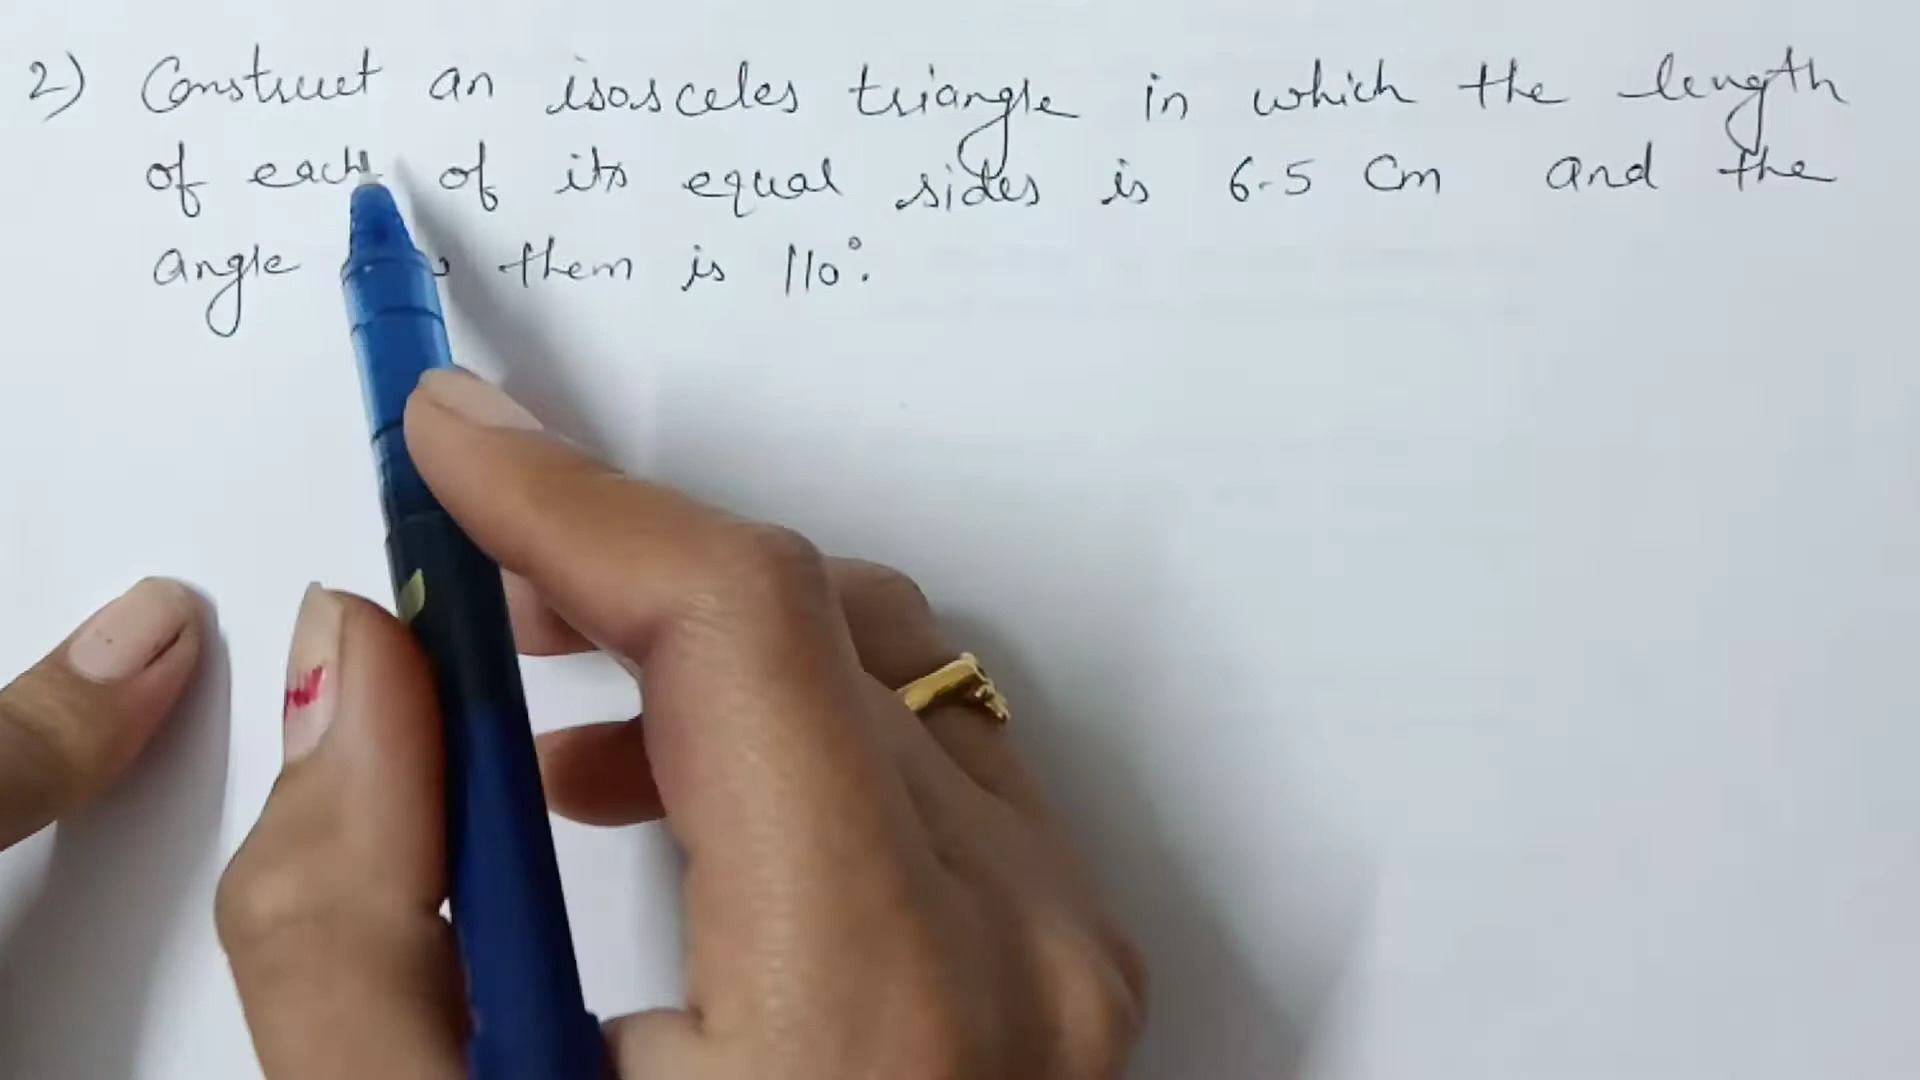 2) Construct an isosceles triangle in which the length
of each of its equal sides is 6.5 cm and the
angle them is 110°.